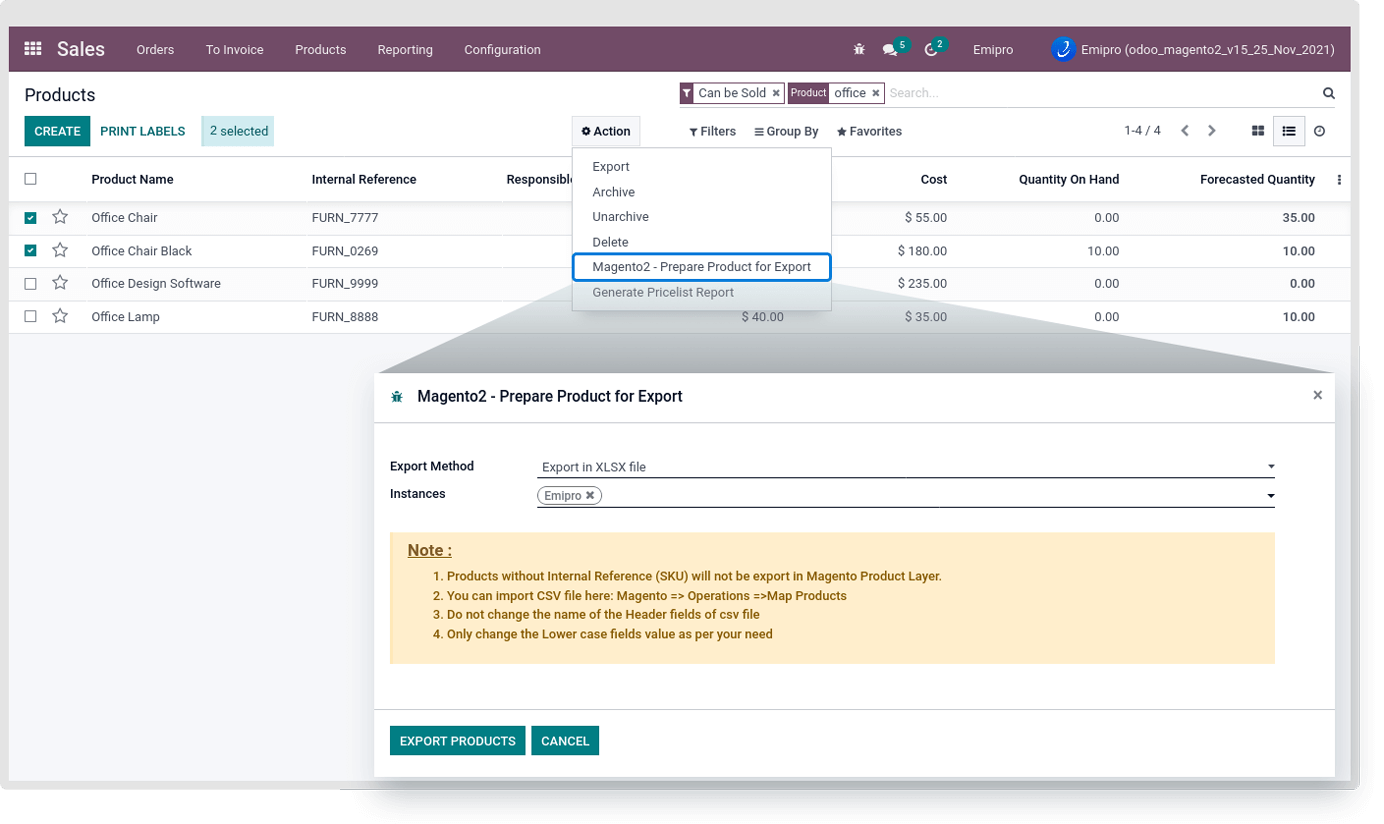 Sales Orders To Invoice Products Reporting Configuration 5 2 Emipro Emipro (odoo_magento2_v15_25_Nov_2021)
Products Can be Sold × Product office × Search...
CREATE PRINT LABELS 2 selected Action Filters Group By Favorites 1-4 / 4
Product Name Internal Reference Responsible Cost Quantity On Hand Forecasted Quantity
Office Chair FURN_7777 $ 55.00 0.00 35.00
Office Chair Black FURN_0269 $ 180.00 10.00 10.00
Office Design Software FURN_9999 $ 235.00 0.00 0.00
Office Lamp FURN_8888 $ 40.00 $ 35.00 0.00 10.00
Export
Archive
Unarchive
Delete
Magento2 - Prepare Product for Export
Generate Pricelist Report
Magento2 - Prepare Product for Export ×
Export Method Export in XLSX file
Instances Emipro ×
Note :
1. Products without Internal Reference (SKU) will not be export in Magento Product Layer.
2. You can import CSV file here: Magento => Operations =>Map Products
3. Do not change the name of the Header fields of csv file
4. Only change the Lower case fields value as per your need
EXPORT PRODUCTS CANCEL